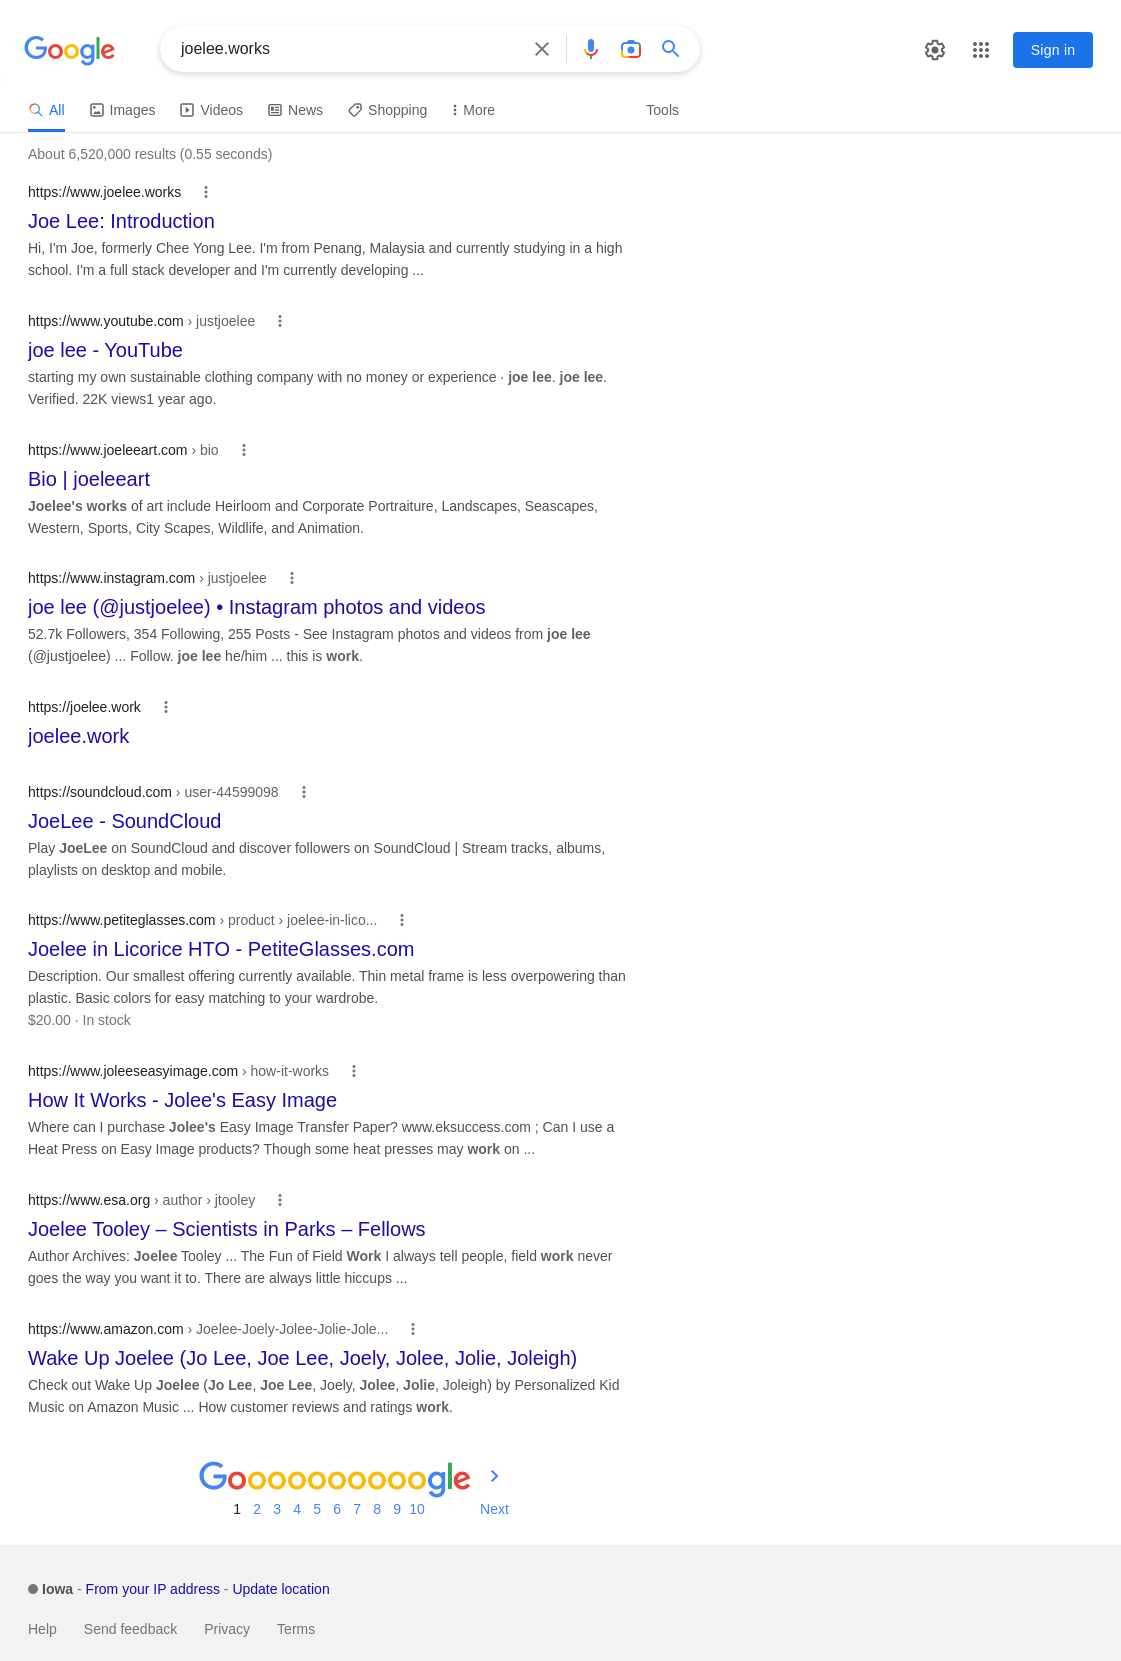 Google
joelee.works
Sign in
All
Images
Videos
News
Shopping
More
Tools
About 6,520,000 results (0.55 seconds)
https://www.joelee.works
Joe Lee: Introduction
Hi, I'm Joe, formerly Chee Yong Lee. I'm from Penang, Malaysia and currently studying in a high
school. I'm a full stack developer and I'm currently developing ...
https://www.youtube.com › justjoelee
joe lee - YouTube
starting my own sustainable clothing company with no money or experience · joe lee. joe lee.
Verified. 22K views1 year ago.
https://www.joeleeart.com › bio
Bio | joeleeart
Joelee's works of art include Heirloom and Corporate Portraiture, Landscapes, Seascapes,
Western, Sports, City Scapes, Wildlife, and Animation.
https://www.instagram.com › justjoelee
joe lee (@justjoelee) • Instagram photos and videos
52.7k Followers, 354 Following, 255 Posts - See Instagram photos and videos from joe lee
(@justjoelee) ... Follow. joe lee he/him ... this is work.
https://joelee.work
joelee.work
https://soundcloud.com › user-44599098
JoeLee - SoundCloud
Play JoeLee on SoundCloud and discover followers on SoundCloud | Stream tracks, albums,
playlists on desktop and mobile.
https://www.petiteglasses.com › product › joelee-in-lico...
Joelee in Licorice HTO - PetiteGlasses.com
Description. Our smallest offering currently available. Thin metal frame is less overpowering than
plastic. Basic colors for easy matching to your wardrobe.
$20.00 · In stock
https://www.joleeseasyimage.com › how-it-works
How It Works - Jolee's Easy Image
Where can I purchase Jolee's Easy Image Transfer Paper? www.eksuccess.com ; Can I use a
Heat Press on Easy Image products? Though some heat presses may work on ...
https://www.esa.org › author › jtooley
Joelee Tooley – Scientists in Parks – Fellows
Author Archives: Joelee Tooley ... The Fun of Field Work I always tell people, field work never
goes the way you want it to. There are always little hiccups ...
https://www.amazon.com › Joelee-Joely-Jolee-Jolie-Jole...
Wake Up Joelee (Jo Lee, Joe Lee, Joely, Jolee, Jolie, Joleigh)
Check out Wake Up Joelee (Jo Lee, Joe Lee, Joely, Jolee, Jolie, Joleigh) by Personalized Kid
Music on Amazon Music ... How customer reviews and ratings work.
Goooooooooogle
1 2 3 4 5 6 7 8 9 10 Next
Iowa - From your IP address - Update location
Help Send feedback Privacy Terms